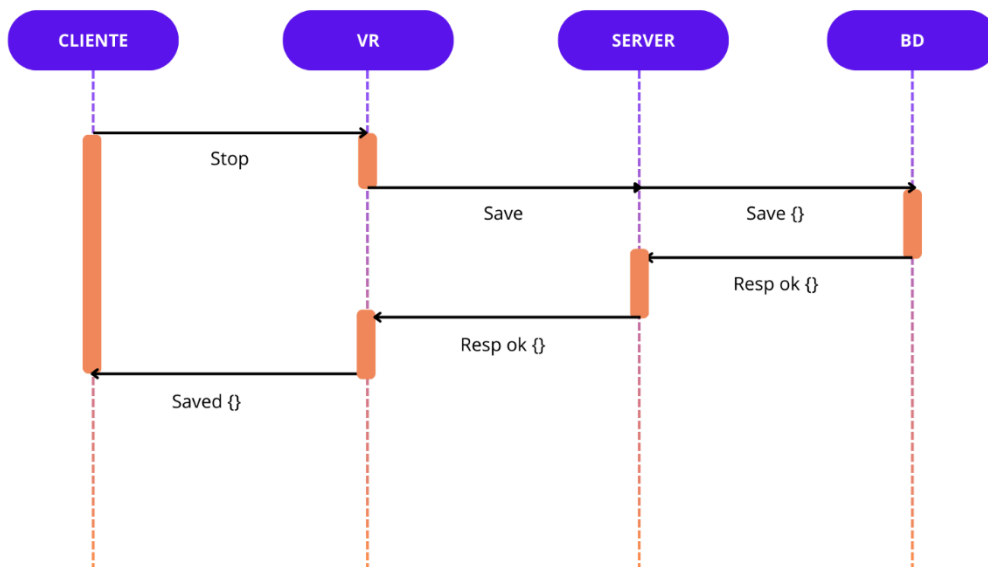 CLIENTE
VR
SERVER
BD
Stop
Save
Save {}
Resp ok {}
Resp ok {}
Saved {}